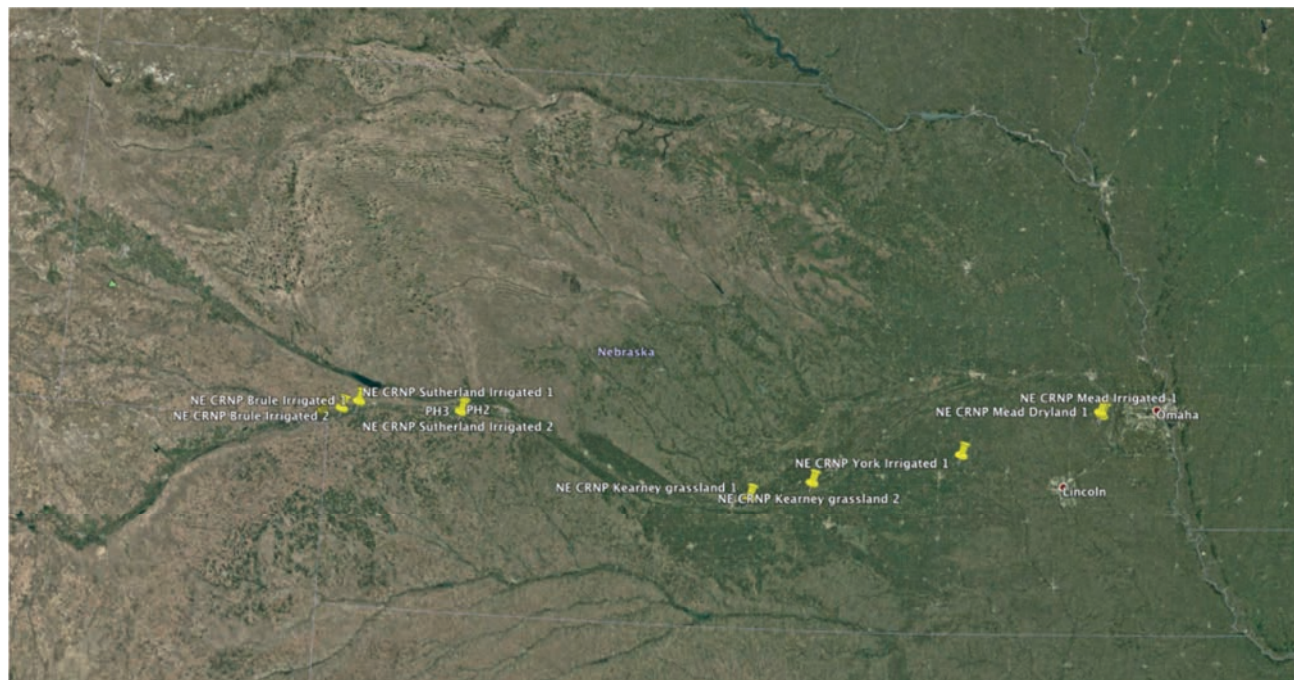 Nebraska
NE CRNP Sutherland Irrigated 1
NE CRNP Brule Irrigated 1
NE CRNP Brule Irrigated 2
PH3
PH2
NE CRNP Sutherland Irrigated 2
NE CRNP Mead Irrigated 1
NE CRNP Mead Dryland 1
Omaha
NE CRNP York Irrigated 1
NE CRNP Kearney grassland 1
NE CRNP Kearney grassland 2
Lincoln